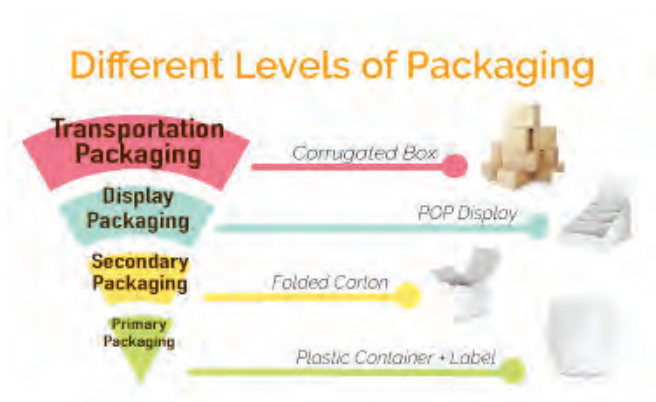 Different Levels of Packaging
Transportation
Packaging
Corrugated Box
Display
Packaging
POP Display
Secondary
Packaging
Folded Carton
Primary
Packaging
Plastic Container + Label